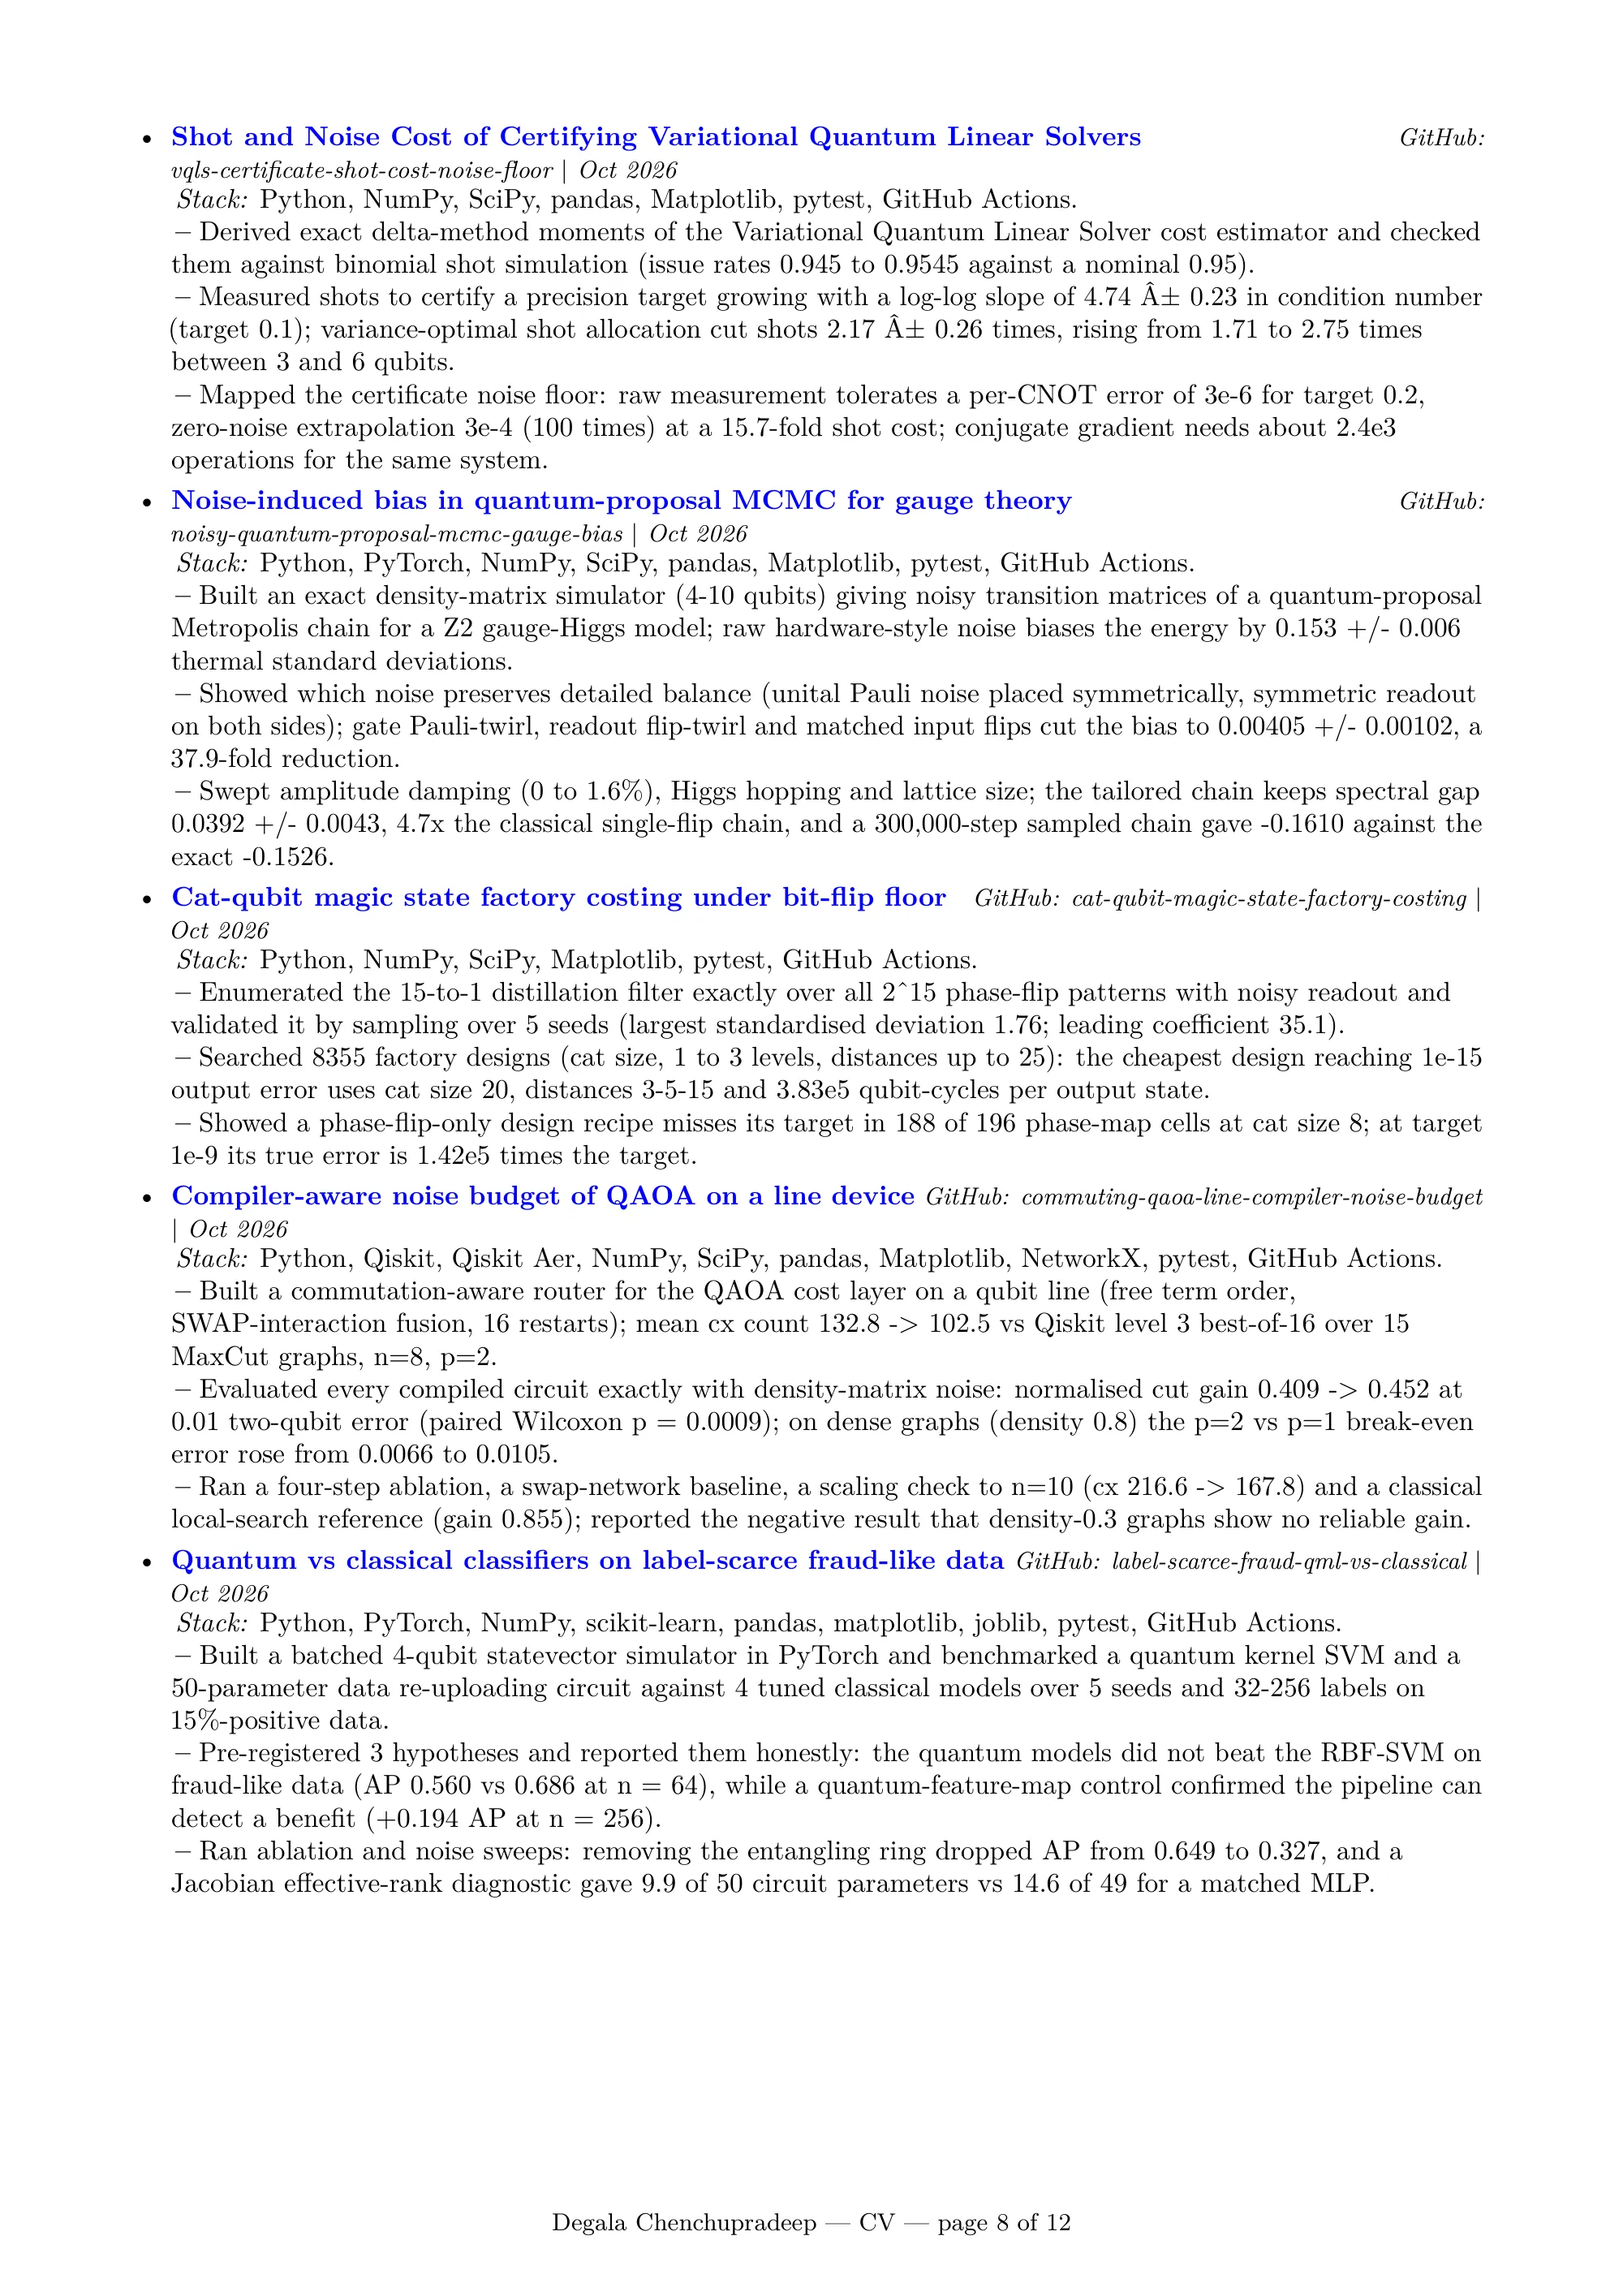 • Shot and Noise Cost of Certifying Variational Quantum Linear Solvers GitHub:
vqls-certificate-shot-cost-noise-floor | Oct 2026
Stack: Python, NumPy, SciPy, pandas, Matplotlib, pytest, GitHub Actions.
– Derived exact delta-method moments of the Variational Quantum Linear Solver cost estimator and checked
them against binomial shot simulation (issue rates 0.945 to 0.9545 against a nominal 0.95).
– Measured shots to certify a precision target growing with a log-log slope of 4.74 Â± 0.23 in condition number
(target 0.1); variance-optimal shot allocation cut shots 2.17 Â± 0.26 times, rising from 1.71 to 2.75 times
between 3 and 6 qubits.
– Mapped the certificate noise floor: raw measurement tolerates a per-CNOT error of 3e-6 for target 0.2,
zero-noise extrapolation 3e-4 (100 times) at a 15.7-fold shot cost; conjugate gradient needs about 2.4e3
operations for the same system.
• Noise-induced bias in quantum-proposal MCMC for gauge theory GitHub:
noisy-quantum-proposal-mcmc-gauge-bias | Oct 2026
Stack: Python, PyTorch, NumPy, SciPy, pandas, Matplotlib, pytest, GitHub Actions.
– Built an exact density-matrix simulator (4-10 qubits) giving noisy transition matrices of a quantum-proposal
Metropolis chain for a Z2 gauge-Higgs model; raw hardware-style noise biases the energy by 0.153 +/- 0.006
thermal standard deviations.
– Showed which noise preserves detailed balance (unital Pauli noise placed symmetrically, symmetric readout
on both sides); gate Pauli-twirl, readout flip-twirl and matched input flips cut the bias to 0.00405 +/- 0.00102, a
37.9-fold reduction.
– Swept amplitude damping (0 to 1.6%), Higgs hopping and lattice size; the tailored chain keeps spectral gap
0.0392 +/- 0.0043, 4.7x the classical single-flip chain, and a 300,000-step sampled chain gave -0.1610 against the
exact -0.1526.
• Cat-qubit magic state factory costing under bit-flip floor GitHub: cat-qubit-magic-state-factory-costing |
Oct 2026
Stack: Python, NumPy, SciPy, Matplotlib, pytest, GitHub Actions.
– Enumerated the 15-to-1 distillation filter exactly over all 2ˆ15 phase-flip patterns with noisy readout and
validated it by sampling over 5 seeds (largest standardised deviation 1.76; leading coefficient 35.1).
– Searched 8355 factory designs (cat size, 1 to 3 levels, distances up to 25): the cheapest design reaching 1e-15
output error uses cat size 20, distances 3-5-15 and 3.83e5 qubit-cycles per output state.
– Showed a phase-flip-only design recipe misses its target in 188 of 196 phase-map cells at cat size 8; at target
1e-9 its true error is 1.42e5 times the target.
• Compiler-aware noise budget of QAOA on a line device GitHub: commuting-qaoa-line-compiler-noise-budget
| Oct 2026
Stack: Python, Qiskit, Qiskit Aer, NumPy, SciPy, pandas, Matplotlib, NetworkX, pytest, GitHub Actions.
– Built a commutation-aware router for the QAOA cost layer on a qubit line (free term order,
SWAP-interaction fusion, 16 restarts); mean cx count 132.8 -> 102.5 vs Qiskit level 3 best-of-16 over 15
MaxCut graphs, n=8, p=2.
– Evaluated every compiled circuit exactly with density-matrix noise: normalised cut gain 0.409 -> 0.452 at
0.01 two-qubit error (paired Wilcoxon p = 0.0009); on dense graphs (density 0.8) the p=2 vs p=1 break-even
error rose from 0.0066 to 0.0105.
– Ran a four-step ablation, a swap-network baseline, a scaling check to n=10 (cx 216.6 -> 167.8) and a classical
local-search reference (gain 0.855); reported the negative result that density-0.3 graphs show no reliable gain.
• Quantum vs classical classifiers on label-scarce fraud-like data GitHub: label-scarce-fraud-qml-vs-classical |
Oct 2026
Stack: Python, PyTorch, NumPy, scikit-learn, pandas, matplotlib, joblib, pytest, GitHub Actions.
– Built a batched 4-qubit statevector simulator in PyTorch and benchmarked a quantum kernel SVM and a
50-parameter data re-uploading circuit against 4 tuned classical models over 5 seeds and 32-256 labels on
15%-positive data.
– Pre-registered 3 hypotheses and reported them honestly: the quantum models did not beat the RBF-SVM on
fraud-like data (AP 0.560 vs 0.686 at n = 64), while a quantum-feature-map control confirmed the pipeline can
detect a benefit (+0.194 AP at n = 256).
– Ran ablation and noise sweeps: removing the entangling ring dropped AP from 0.649 to 0.327, and a
Jacobian effective-rank diagnostic gave 9.9 of 50 circuit parameters vs 14.6 of 49 for a matched MLP.
Degala Chenchupradeep — CV — page 8 of 12